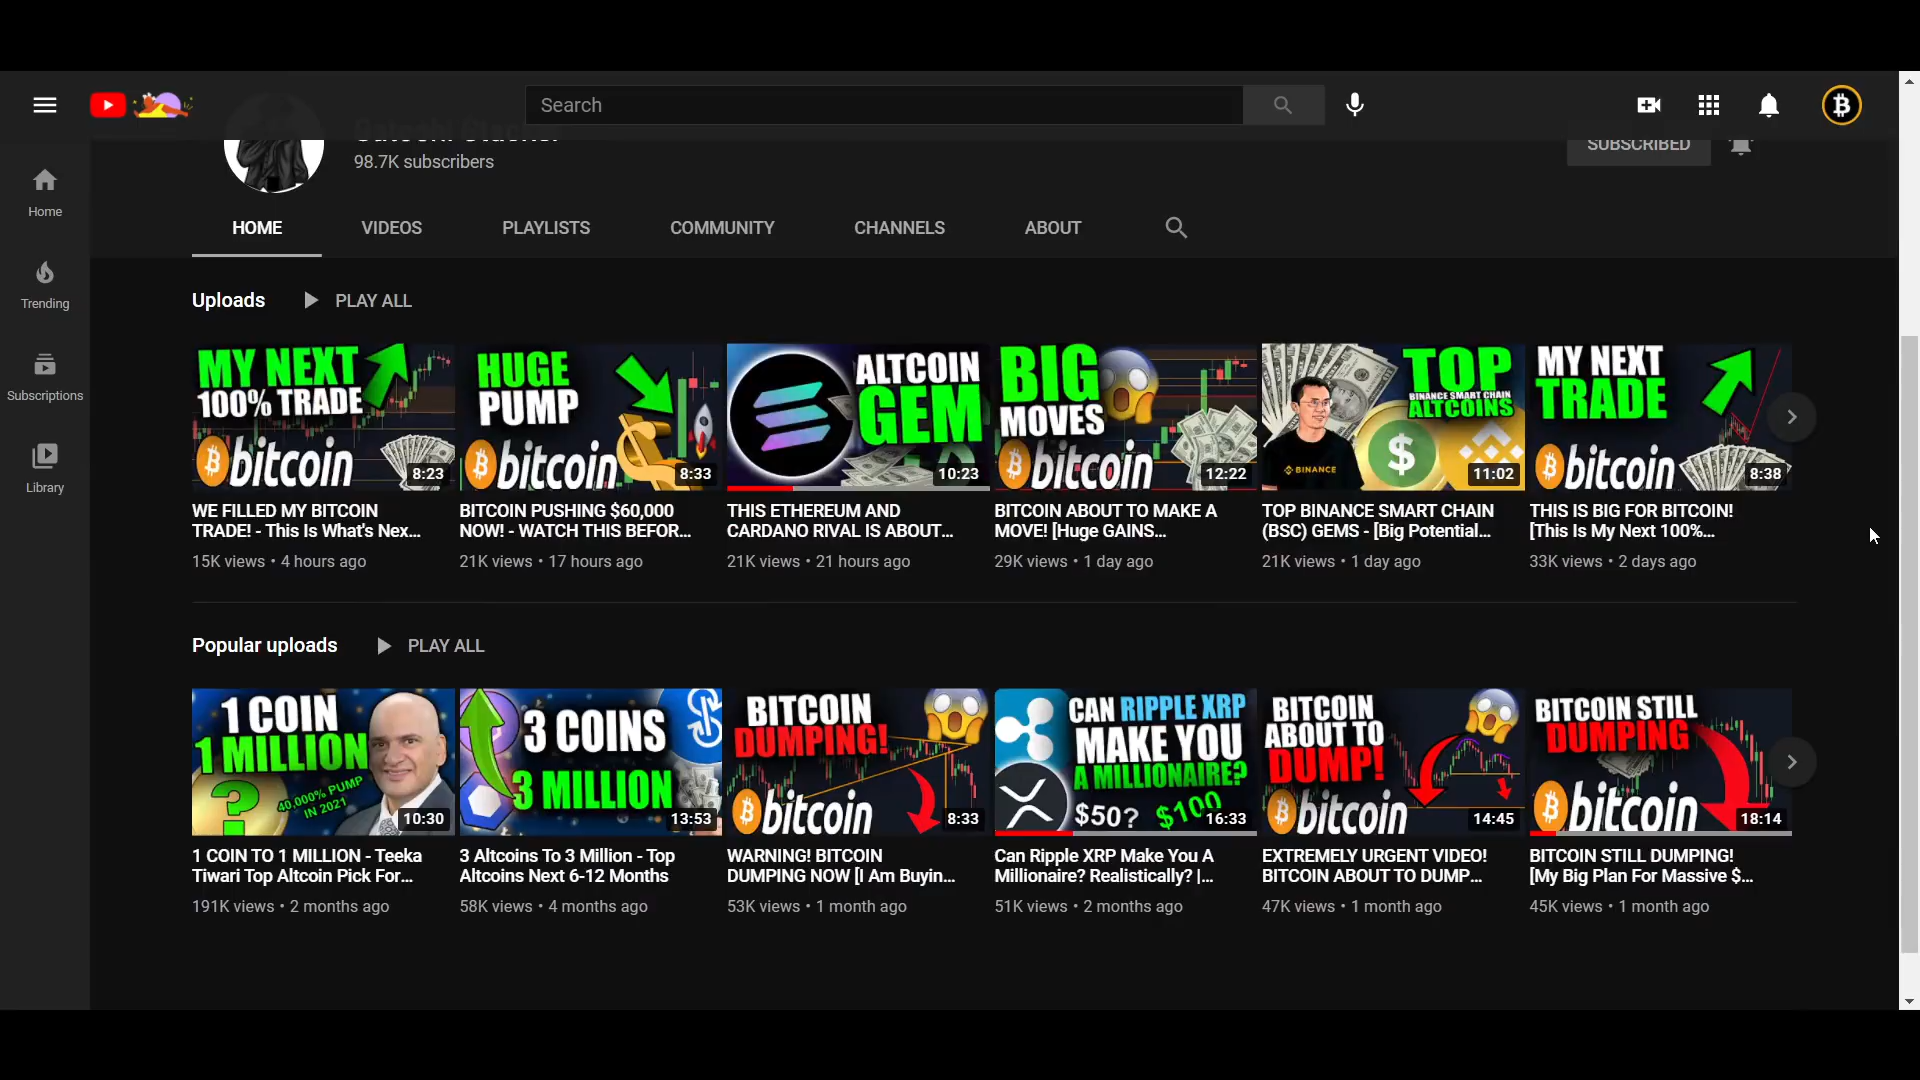 Search
98.7K subscribers
SUBSCRIBED
Home
Trending
Subscriptions
Library
HOME
VIDEOS
PLAYLISTS
COMMUNITY
CHANNELS
ABOUT
Uploads
PLAY ALL
MY NEXT
100% TRADE
bitcoin
8:23
WE FILLED MY BITCOIN
TRADE! - This Is What's Nex...
15K views • 4 hours ago
HUGE
PUMP
bitcoin
8:33
BITCOIN PUSHING $60,000
NOW! - WATCH THIS BEFOR...
21K views • 17 hours ago
ALTCOIN
GEM
10:23
THIS ETHEREUM AND
CARDANO RIVAL IS ABOUT...
21K views • 21 hours ago
BIG
MOVES
bitcoin
12:22
BITCOIN ABOUT TO MAKE A
MOVE! [Huge GAINS...
29K views • 1 day ago
TOP
BINANCE SMART CHAIN
ALTCOINS
BINANCE
11:02
TOP BINANCE SMART CHAIN
(BSC) GEMS - [Big Potential...
21K views • 1 day ago
MY NEXT
TRADE
bitcoin
8:38
THIS IS BIG FOR BITCOIN!
[This Is My Next 100%...
33K views • 2 days ago
Popular uploads
PLAY ALL
1 COIN
1 MILLION
40,000% PUMP
IN 2021
10:30
1 COIN TO 1 MILLION - Teeka
Tiwari Top Altcoin Pick For...
191K views • 2 months ago
3 COINS
3 MILLION
13:53
3 Altcoins To 3 Million - Top
Altcoins Next 6-12 Months
58K views • 4 months ago
BITCOIN
DUMPING!
bitcoin
8:33
WARNING! BITCOIN
DUMPING NOW [I Am Buyin...
53K views • 1 month ago
CAN RIPPLE XRP
MAKE YOU
A MILLIONAIRE?
$50? $100
16:33
Can Ripple XRP Make You A
Millionaire? Realistically? |...
51K views • 2 months ago
BITCOIN
ABOUT TO
DUMP!
bitcoin
14:45
EXTREMELY URGENT VIDEO!
BITCOIN ABOUT TO DUMP...
47K views • 1 month ago
BITCOIN STILL
DUMPING
bitcoin
18:14
BITCOIN STILL DUMPING!
[My Big Plan For Massive $...
45K views • 1 month ago